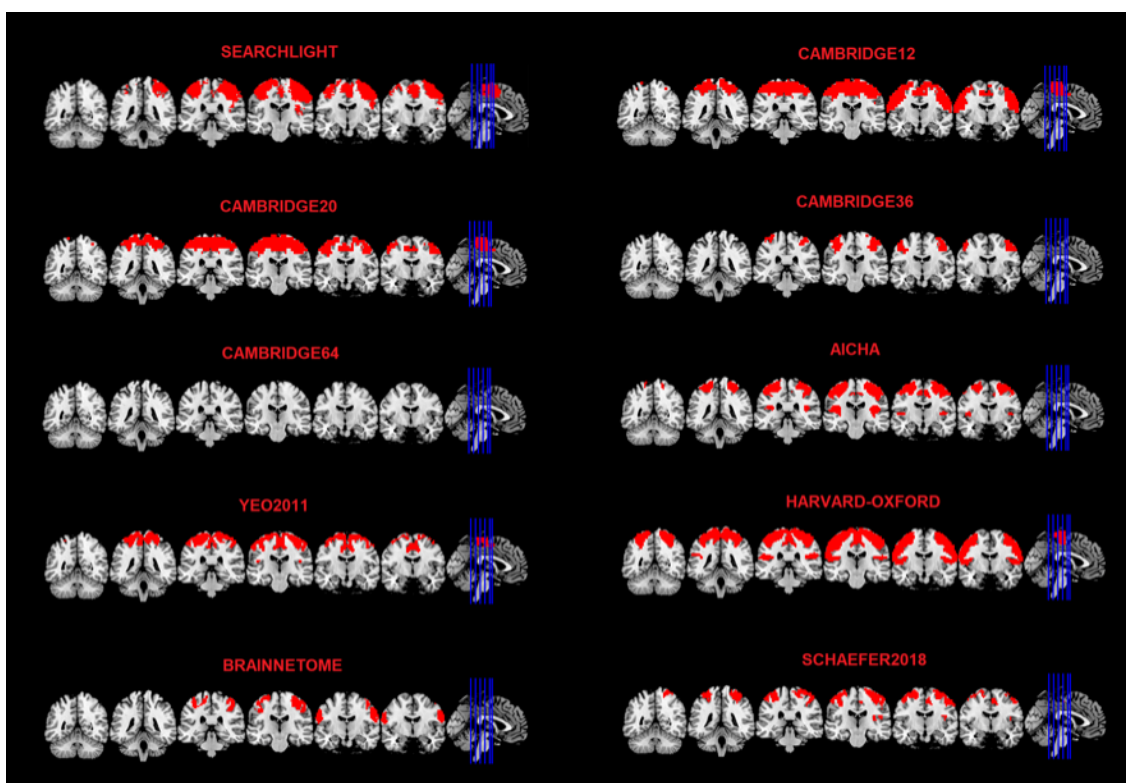 SEARCHLIGHT
CAMBRIDGE12
CAMBRIDGE20
CAMBRIDGE36
CAMBRIDGE64
AICHA
YEO2011
HARVARD-OXFORD
BRAINNETOME
SCHAEFER2018